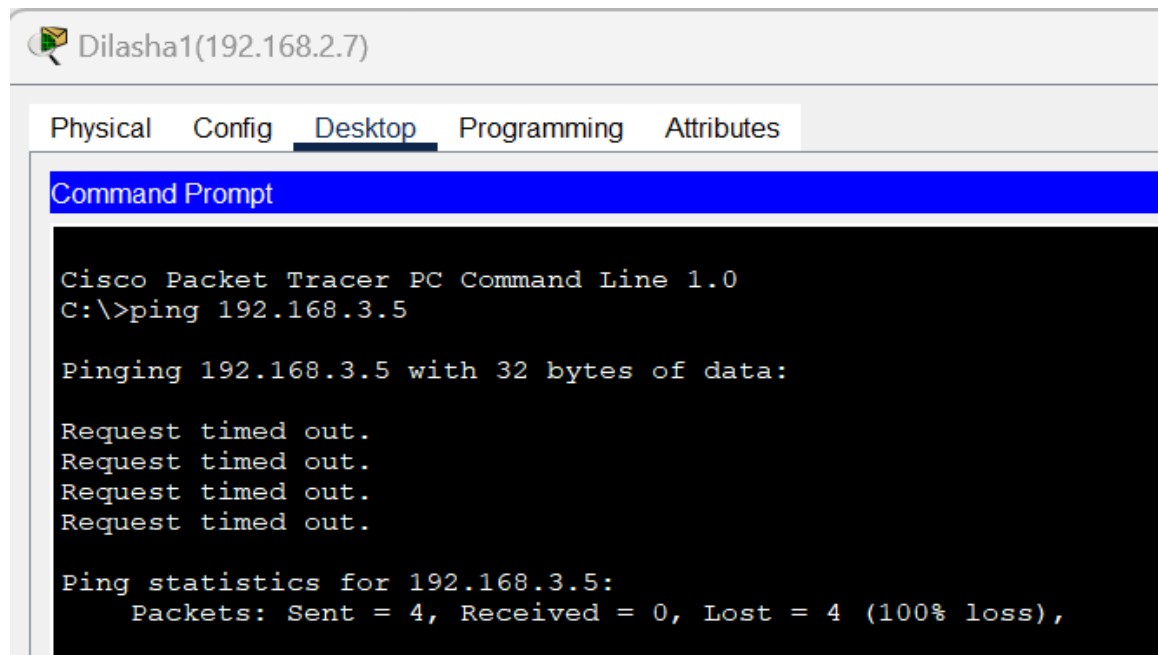 Dilasha1(192.168.2.7)
Physical Config Desktop Programming Attributes
Command Prompt
Cisco Packet Tracer PC Command Line 1.0
C:\>ping 192.168.3.5
Pinging 192.168.3.5 with 32 bytes of data:
Request timed out.
Request timed out.
Request timed out.
Request timed out.
Ping statistics for 192.168.3.5:
    Packets: Sent = 4, Received = 0, Lost = 4 (100% loss),